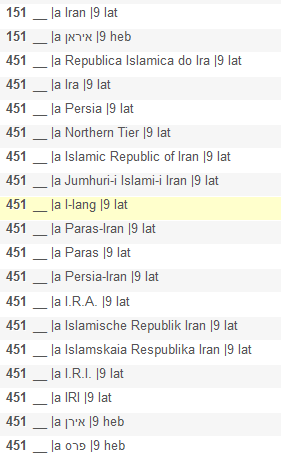 151 __ |a Iran |9 lat
151 __ |a איראן |9 heb
451 __ |a Republica Islamica do Ira |9 lat
451 __ |a Ira |9 lat
451 __ |a Persia |9 lat
451 __ |a Northern Tier |9 lat
451 __ |a Islamic Republic of Iran |9 lat
451 __ |a Jumhuri-i Islami-i Iran |9 lat
451 __ |a I-lang |9 lat
451 __ |a Paras-Iran |9 lat
451 __ |a Paras |9 lat
451 __ |a Persia-Iran |9 lat
451 __ |a I.R.A. |9 lat
451 __ |a Islamische Republik Iran |9 lat
451 __ |a Islamskaia Respublika Iran |9 lat
451 __ |a I.R.I. |9 lat
451 __ |a IRI |9 lat
451 __ |a אירן |9 heb
451 __ |a פרס |9 heb